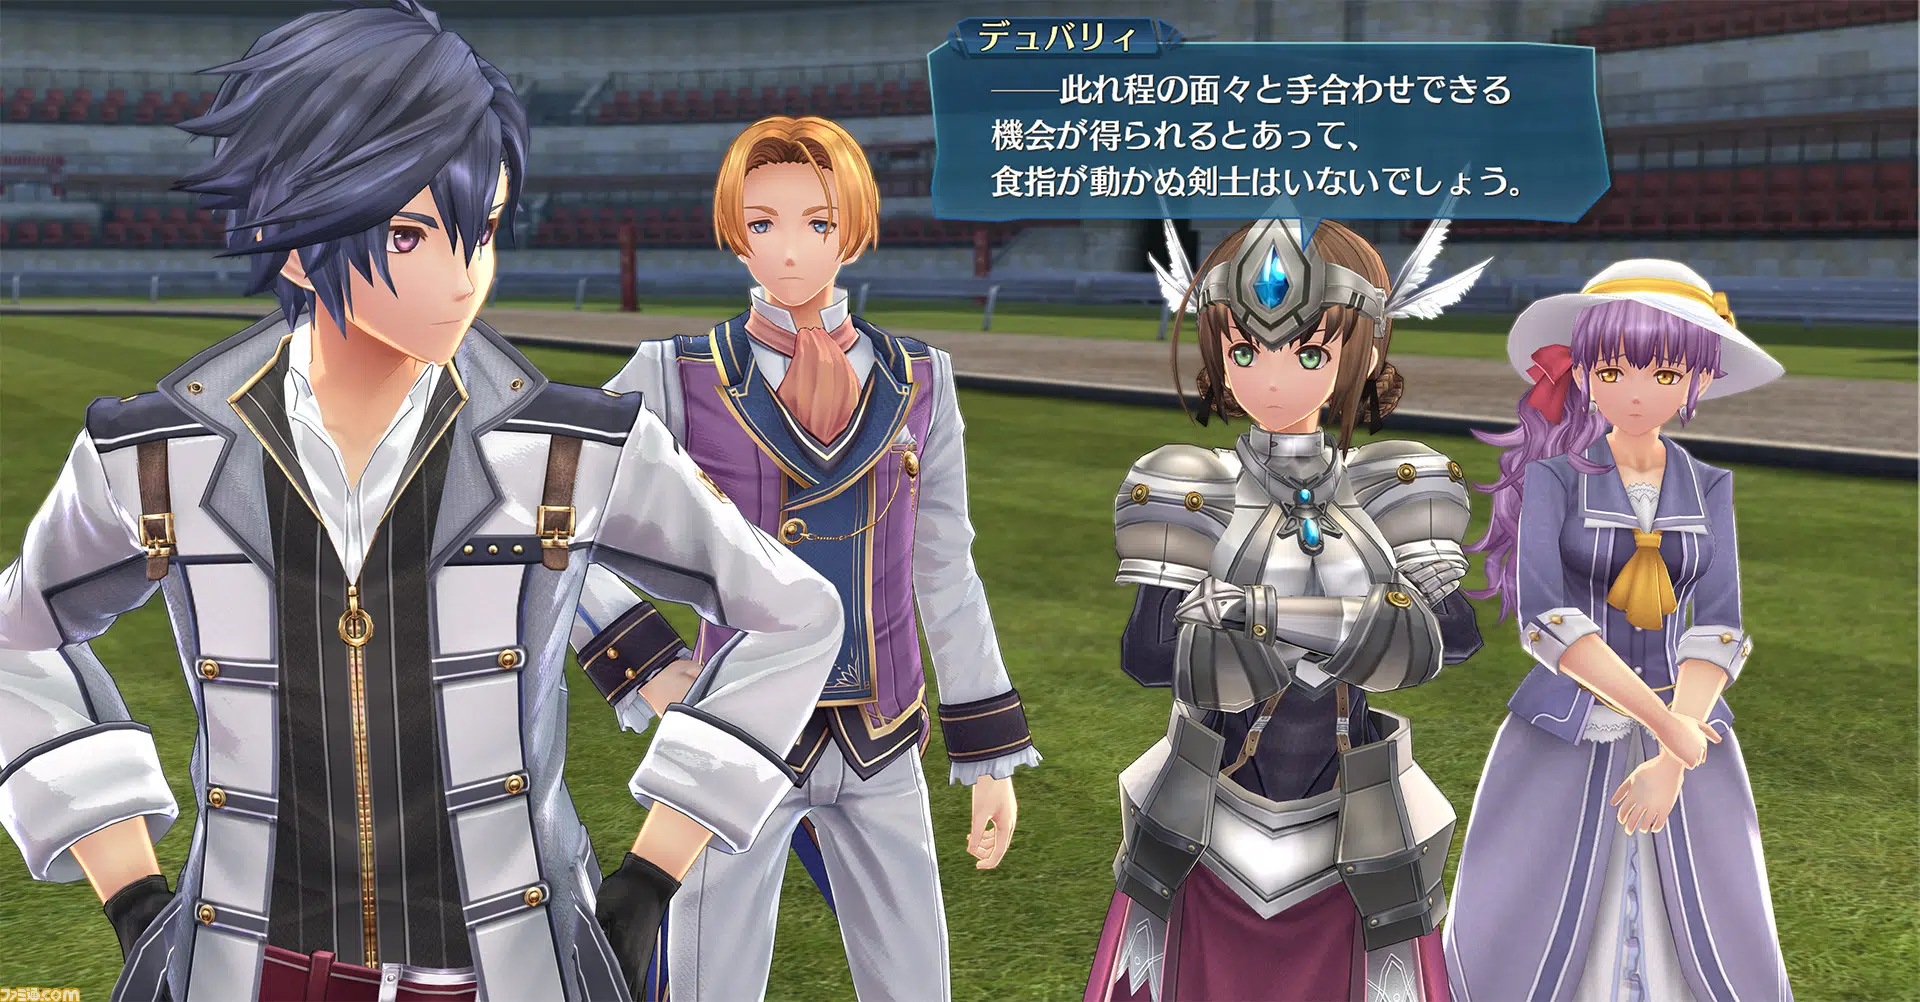 デュバリィ
――此れ程の面々と手合わせできる
機会が得られるとあって、
食指が動かぬ剣士はいないでしょう。
ファミ通.com